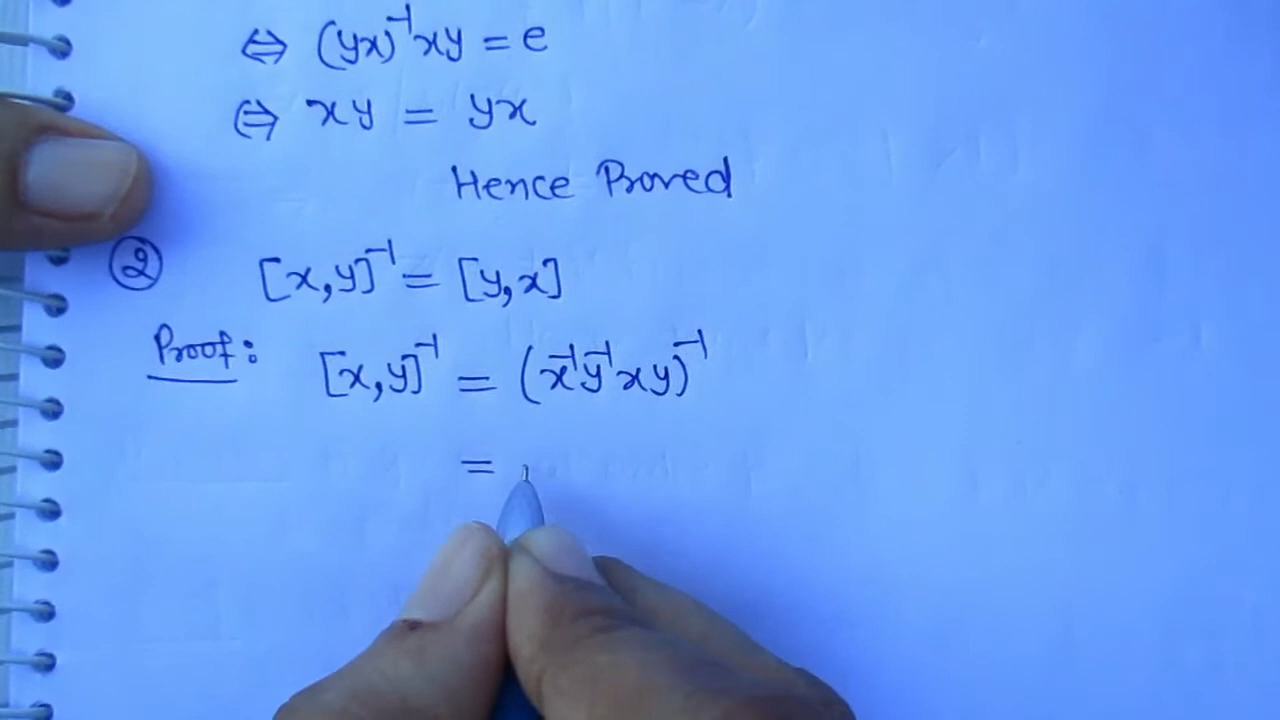 ⇔ (yx)⁻¹xy = e
⇔ xy = yx
Hence Proved
② [x,y]⁻¹ = [y,x]
Proof: [x,y]⁻¹ = (x⁻¹y⁻¹xy)⁻¹
=